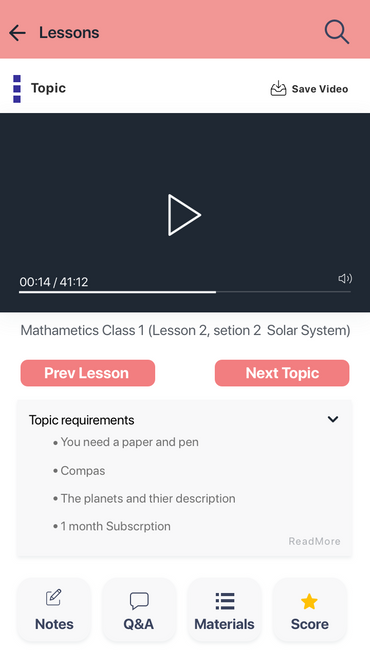 Lessons
Topic
Save Video
00:14 / 41:12
Mathametics Class 1 (Lesson 2, setion 2 Solar System)
Prev Lesson
Next Topic
Topic requirements
• You need a paper and pen
• Compas
• The planets and thier description
• 1 month Subscrption
ReadMore
Notes
Q&A
Materials
Score